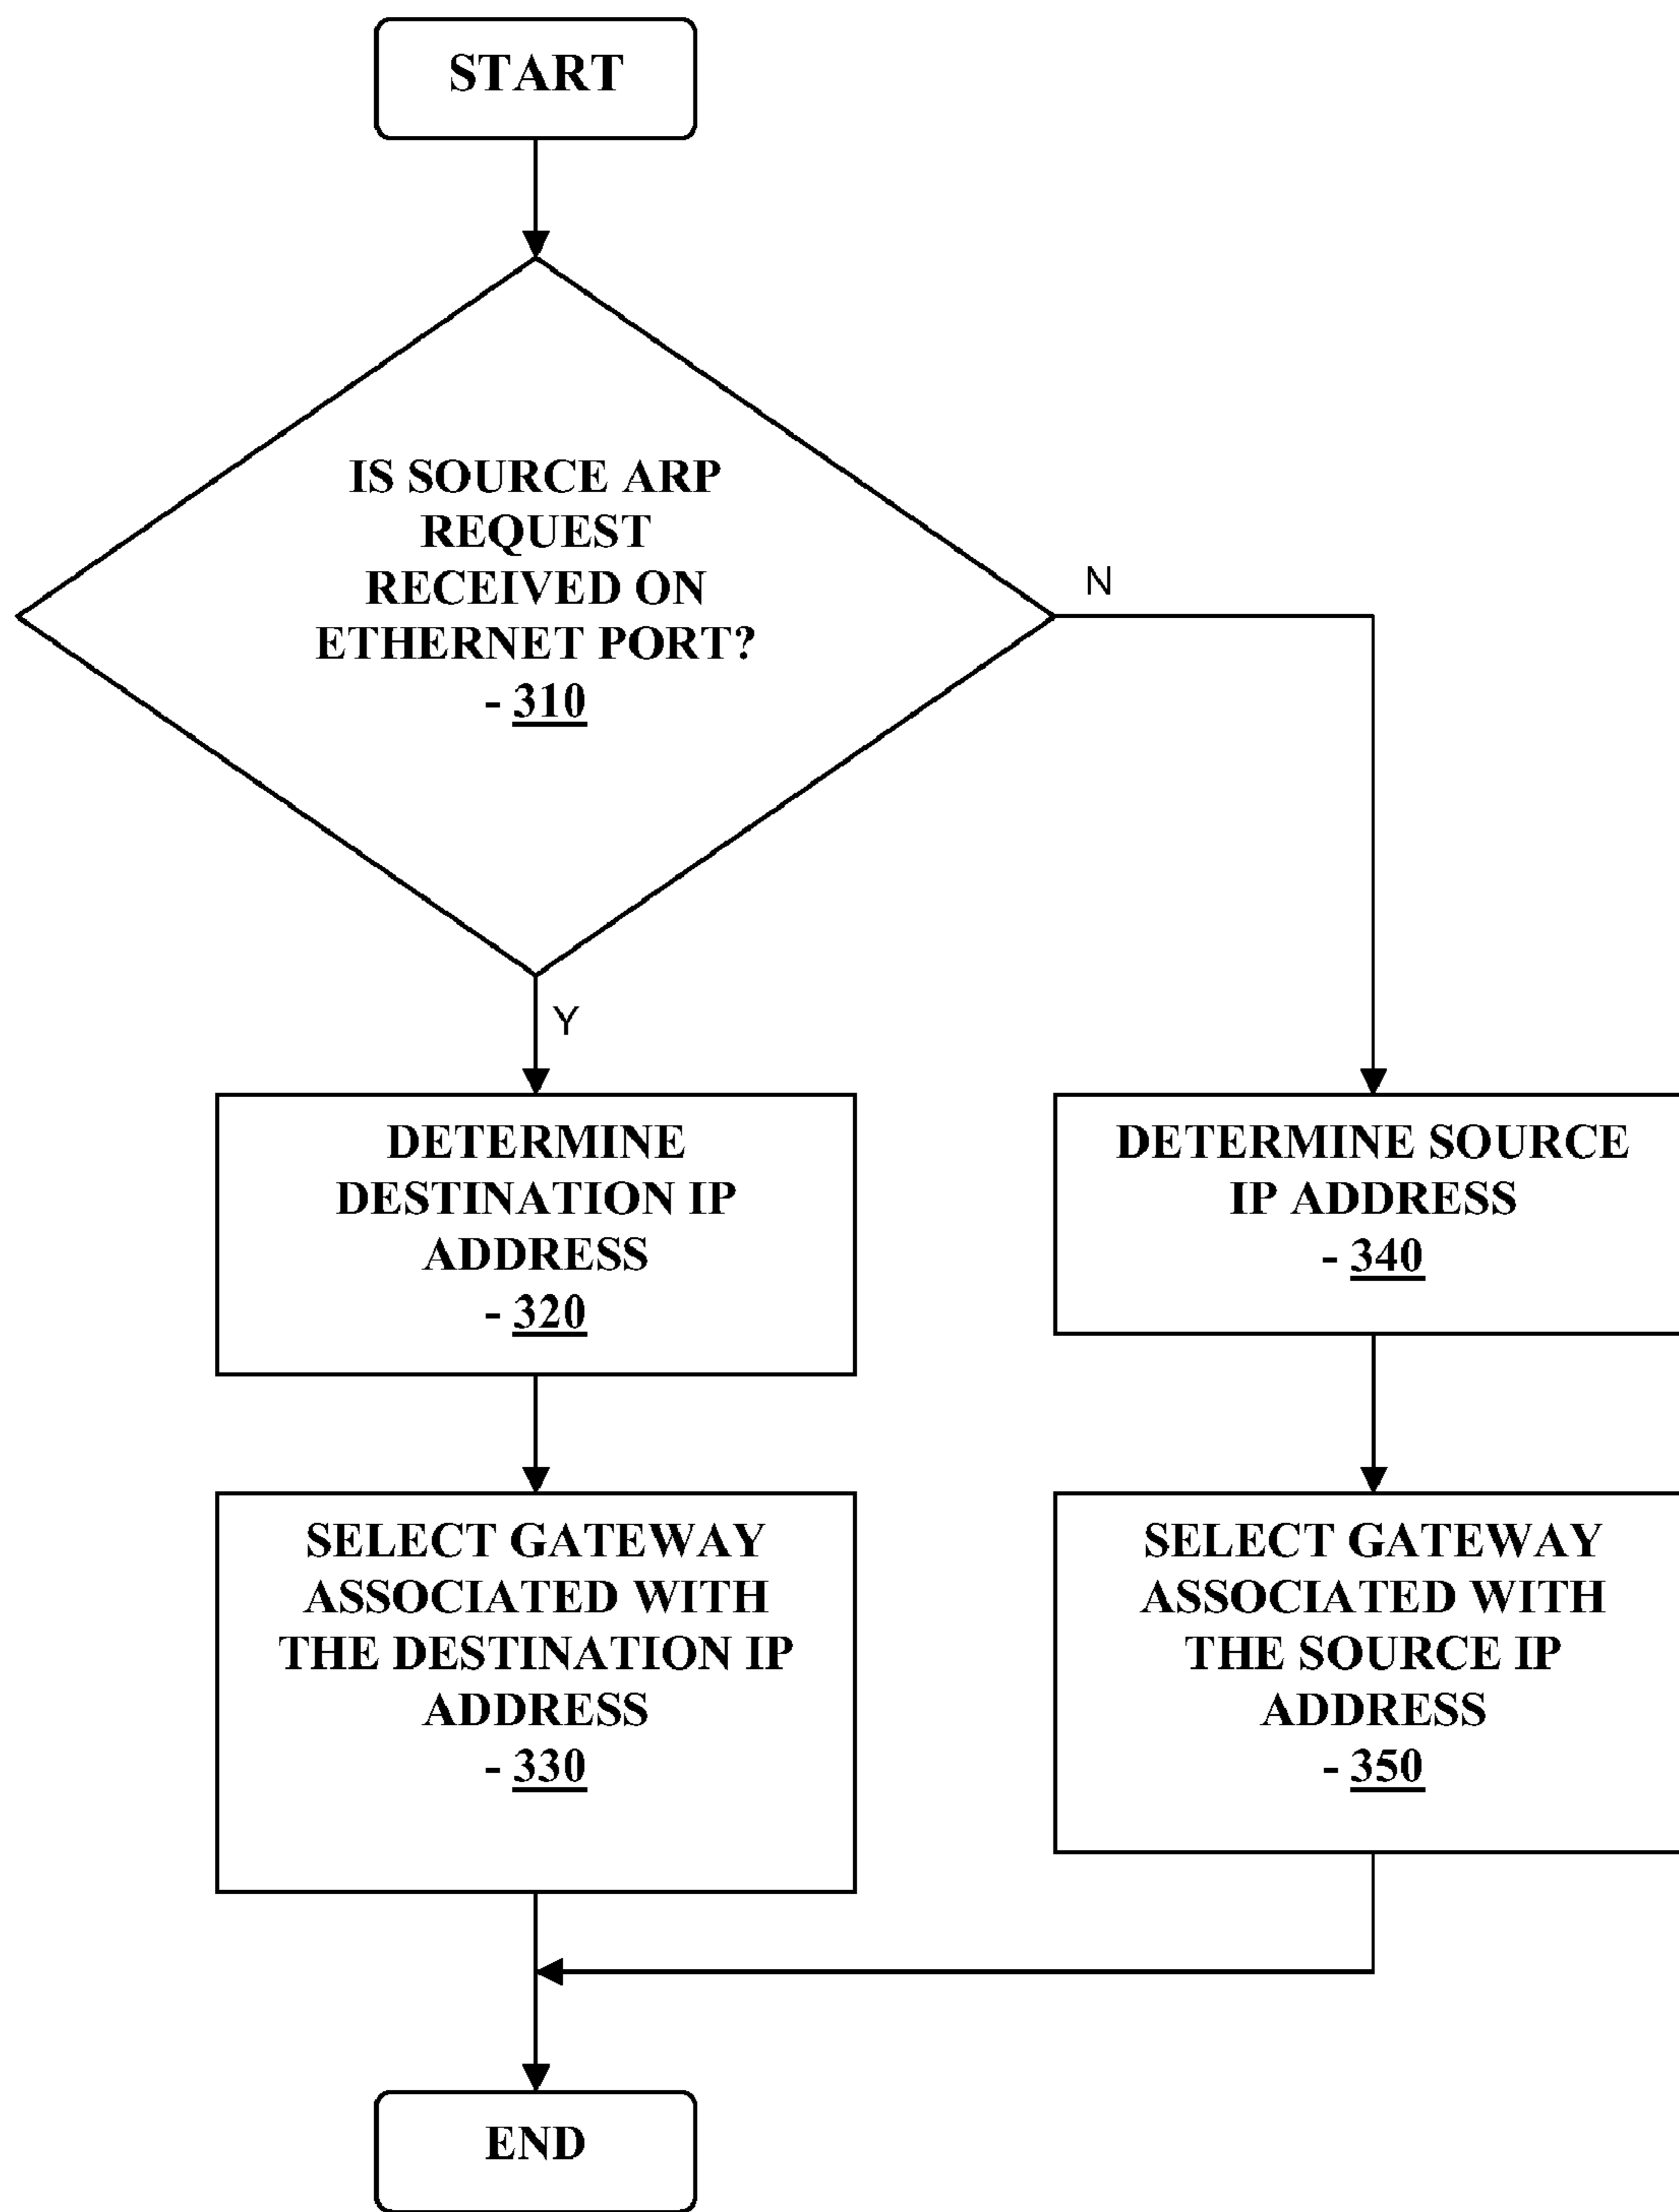 START
IS SOURCE ARP
REQUEST
RECEIVED ON
ETHERNET PORT?
- 310
N
Y
DETERMINE
DESTINATION IP
ADDRESS
- 320
DETERMINE SOURCE
IP ADDRESS
- 340
SELECT GATEWAY
ASSOCIATED WITH
THE DESTINATION IP
ADDRESS
- 330
SELECT GATEWAY
ASSOCIATED WITH
THE SOURCE IP
ADDRESS
- 350
END